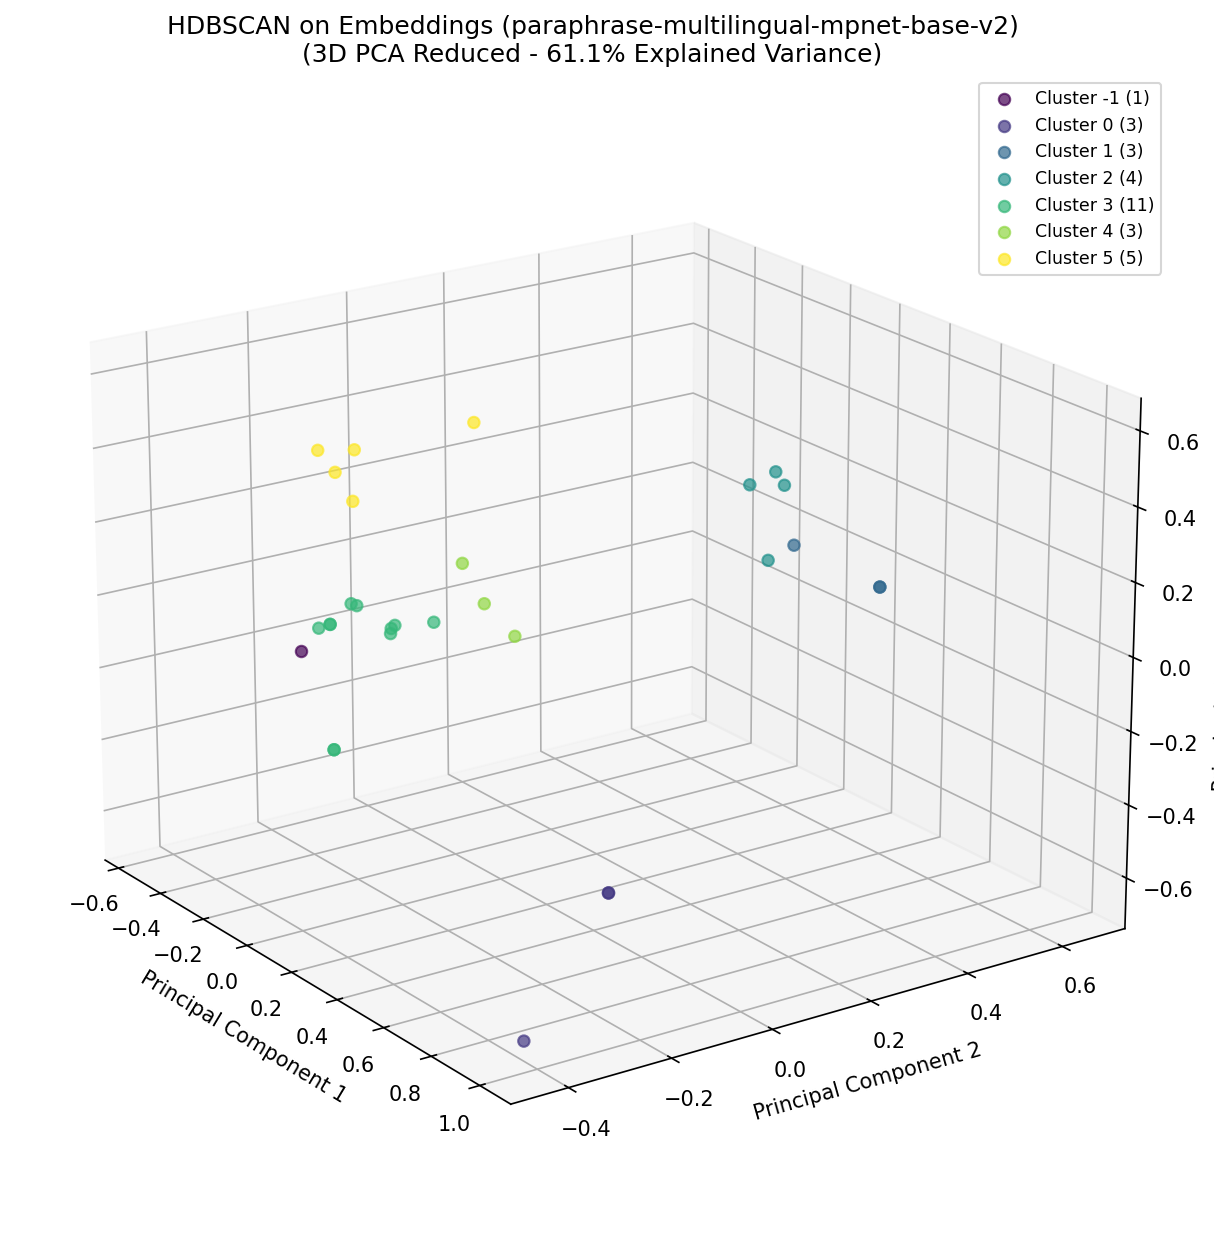 HDBSCAN on Embeddings (paraphrase-multilingual-mpnet-base-v2)
(3D PCA Reduced - 61.1% Explained Variance)
Cluster -1 (1)
Cluster 0 (3)
Cluster 1 (3)
Cluster 2 (4)
Cluster 3 (11)
Cluster 4 (3)
Cluster 5 (5)
0.6
0.4
0.2
0.0
−0.2
−0.4
−0.6
−0.6
−0.4
−0.2
0.0
0.2
0.4
0.6
0.8
1.0
Principal Component 1
−0.4
−0.2
0.0
0.2
0.4
0.6
Principal Component 2